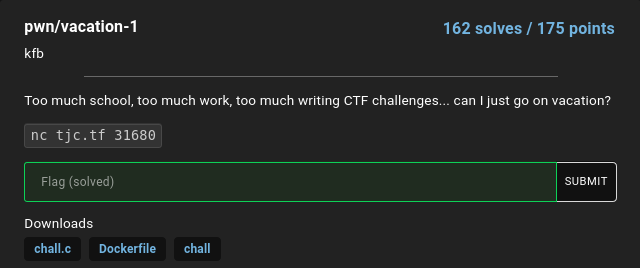 pwn/vacation-1
162 solves / 175 points
kfb
Too much school, too much work, too much writing CTF challenges... can I just go on vacation?
nc tjc.tf 31680
Flag (solved)
SUBMIT
Downloads
chall.c
Dockerfile
chall